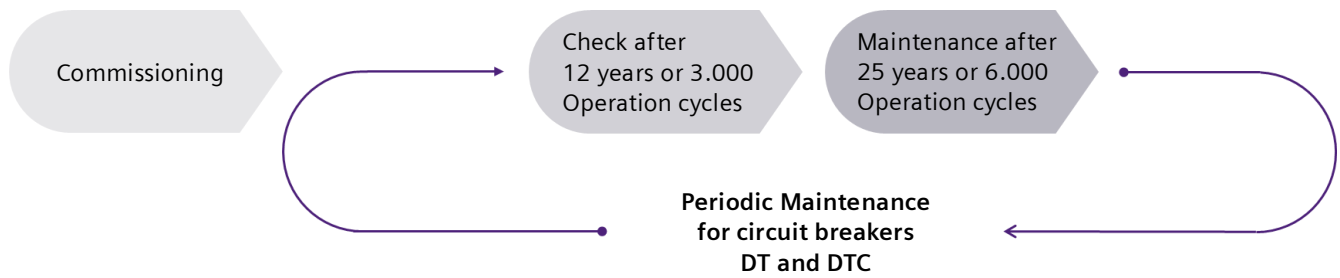 Commissioning
Check after
12 years or 3.000
Operation cycles
Maintenance after
25 years or 6.000
Operation cycles
Periodic Maintenance
for circuit breakers
DT and DTC